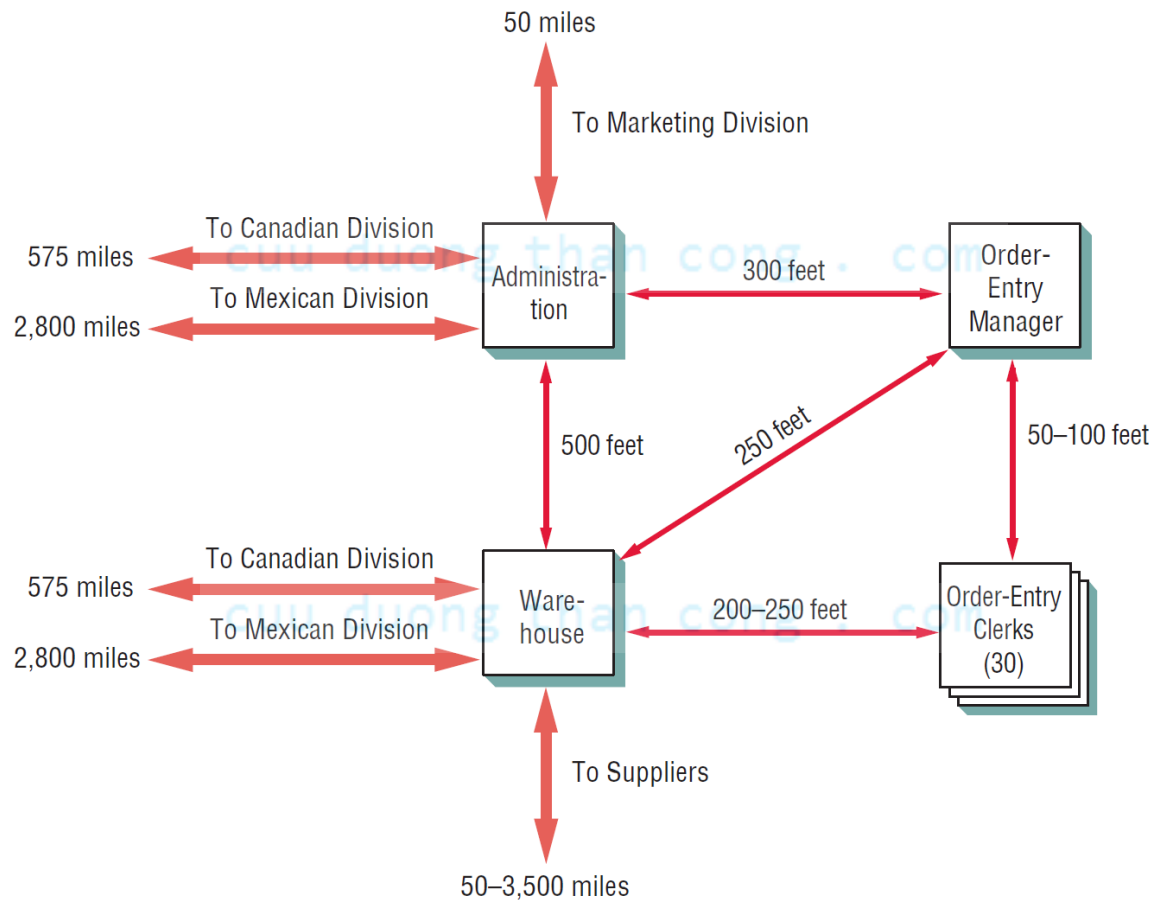 50 miles
To Marketing Division
To Canadian Division
575 miles
To Mexican Division
2,800 miles
cuu duong than cong . com
Administra-
tion
300 feet
Order-
Entry
Manager
500 feet
250 feet
50–100 feet
To Canadian Division
575 miles
To Mexican Division
2,800 miles
cuu duong than cong . com
Ware-
house
200–250 feet
Order-Entry
Clerks
(30)
To Suppliers
50–3,500 miles